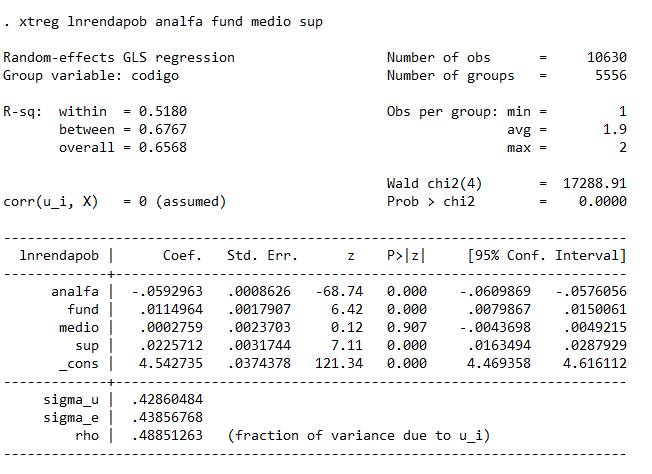 . xtreg lnrendapob analfa fund medio sup
Random-effects GLS regression                   Number of obs      =     10630
Group variable: codigo                          Number of groups   =      5556
R-sq:  within  = 0.5180                         Obs per group: min =         1
       between = 0.6767                                        avg =       1.9
       overall = 0.6568                                        max =         2
                                                Wald chi2(4)       =  17288.91
corr(u_i, X)   = 0 (assumed)                    Prob > chi2        =    0.0000
------------------------------------------------------------------------------
  lnrendapob |      Coef.   Std. Err.      z    P>|z|     [95% Conf. Interval]
-------------+----------------------------------------------------------------
      analfa |  -.0592963   .0008626   -68.74   0.000    -.0609869   -.0576056
        fund |   .0114964   .0017907     6.42   0.000     .0079867    .0150061
       medio |   .0002759   .0023703     0.12   0.907    -.0043698    .0049215
         sup |   .0225712   .0031744     7.11   0.000     .0163494    .0287929
       _cons |   4.542735   .0374378   121.34   0.000     4.469358    4.616112
-------------+----------------------------------------------------------------
     sigma_u |  .42860484
     sigma_e |  .43856768
         rho |  .48851263   (fraction of variance due to u_i)
------------------------------------------------------------------------------